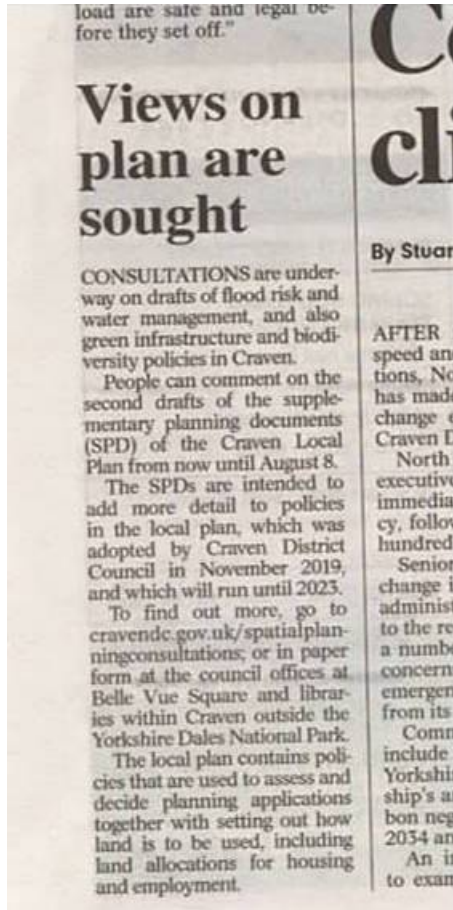 load are safe and legal be-
fore they set off."
Views on
plan are
sought
CONSULTATIONS are under-
way on drafts of flood risk and
water management, and also
green infrastructure and biodi-
versity policies in Craven.
People can comment on the
second drafts of the supple-
mentary planning documents
(SPD) of the Craven Local
Plan from now until August 8.
The SPDs are intended to
add more detail to policies
in the local plan, which was
adopted by Craven District
Council in November 2019,
and which will run until 2023.
To find out more, go to
cravendc.gov.uk/spatialplan-
ningconsultations; or in paper
form at the council offices at
Belle Vue Square and librar-
ies within Craven outside the
Yorkshire Dales National Park.
The local plan contains poli-
cies that are used to assess and
decide planning applications
together with setting out how
land is to be used, including
land allocations for housing
and employment.
By Stuar
AFTER
speed an
tions, No
has made
change e
Craven D
North
executive
immedia
cy, follow
hundred
Senior
change i
administ
to the re
a numbe
concern
emergen
from its
Comm
include
Yorkshi
ship's a
bon neg
2034 an
An i
to exam